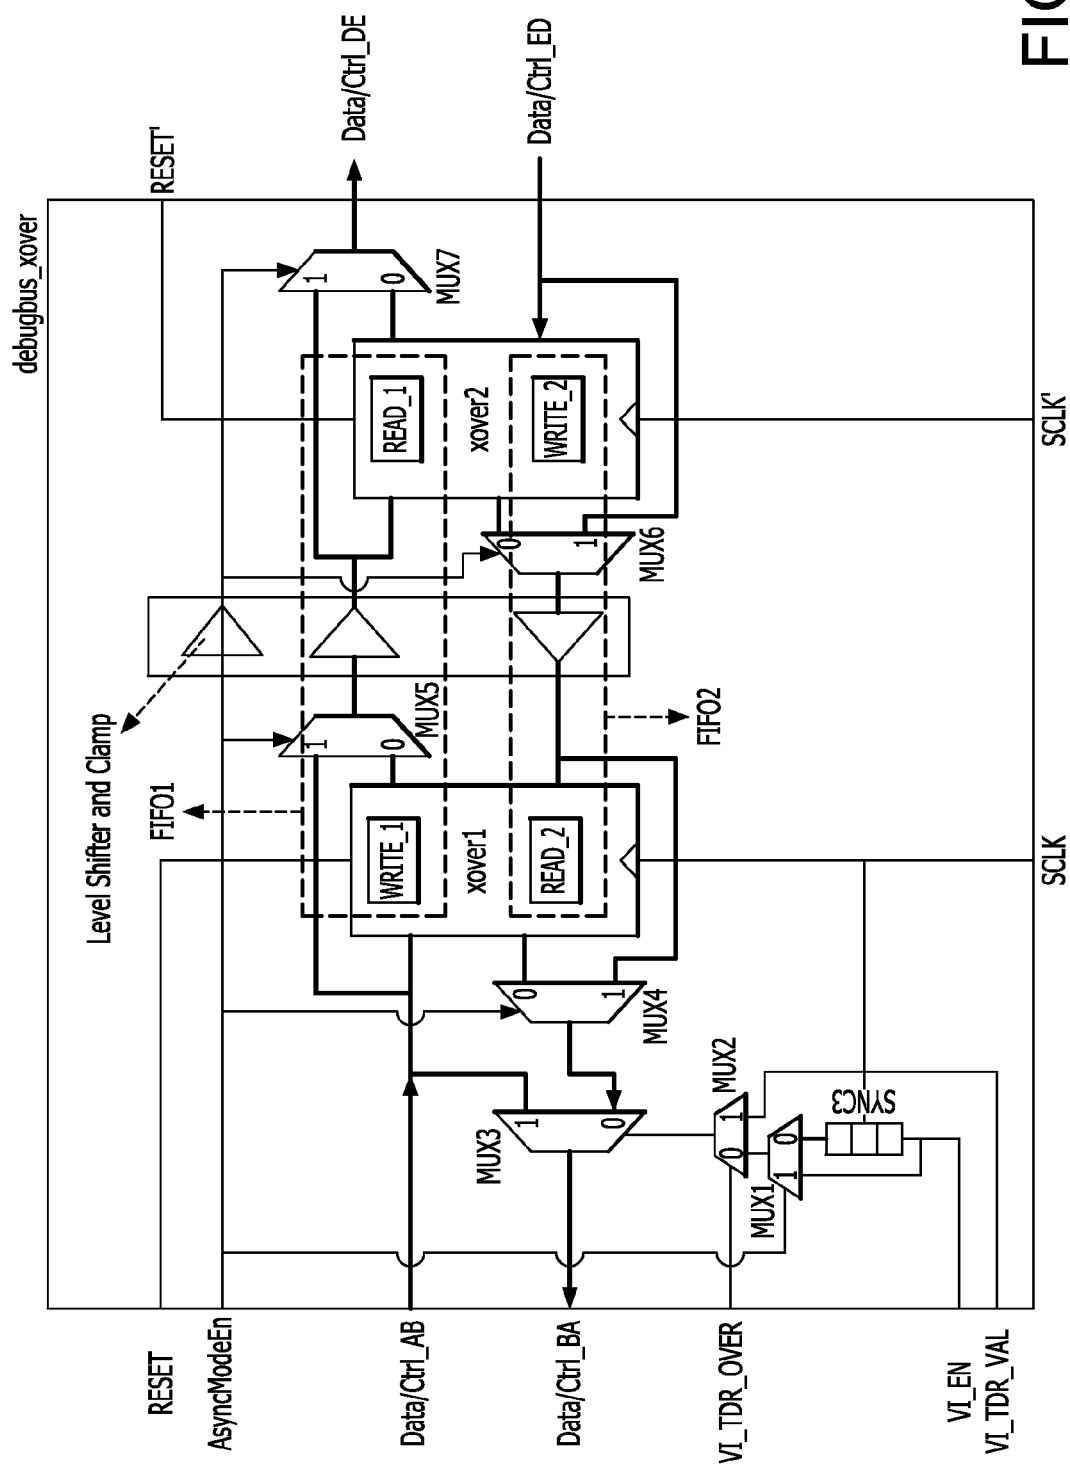 debugbus_xover
RESET'
Data/Ctrl_DE
Data/Ctrl_ED
MUX7
1
0
READ_1
xover2
WRITE_2
SCLK'
MUX6
0
1
Level Shifter and Clamp
FIFO1
FIFO2
MUX5
1
0
WRITE_1
xover1
READ_2
SCLK
MUX4
0
1
MUX3
1
0
MUX2
0
1
MUX1
1
0
SYNC3
RESET
AsyncModeEn
Data/Ctrl_AB
Data/Ctrl_BA
VI_TDR_OVER
VI_EN
VI_TDR_VAL